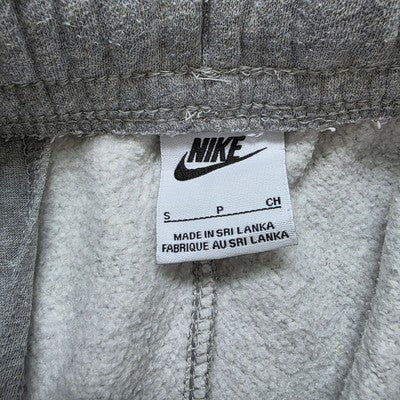 NIKE
S P CH
MADE IN SRI LANKA
FABRIQUE AU SRI LANKA